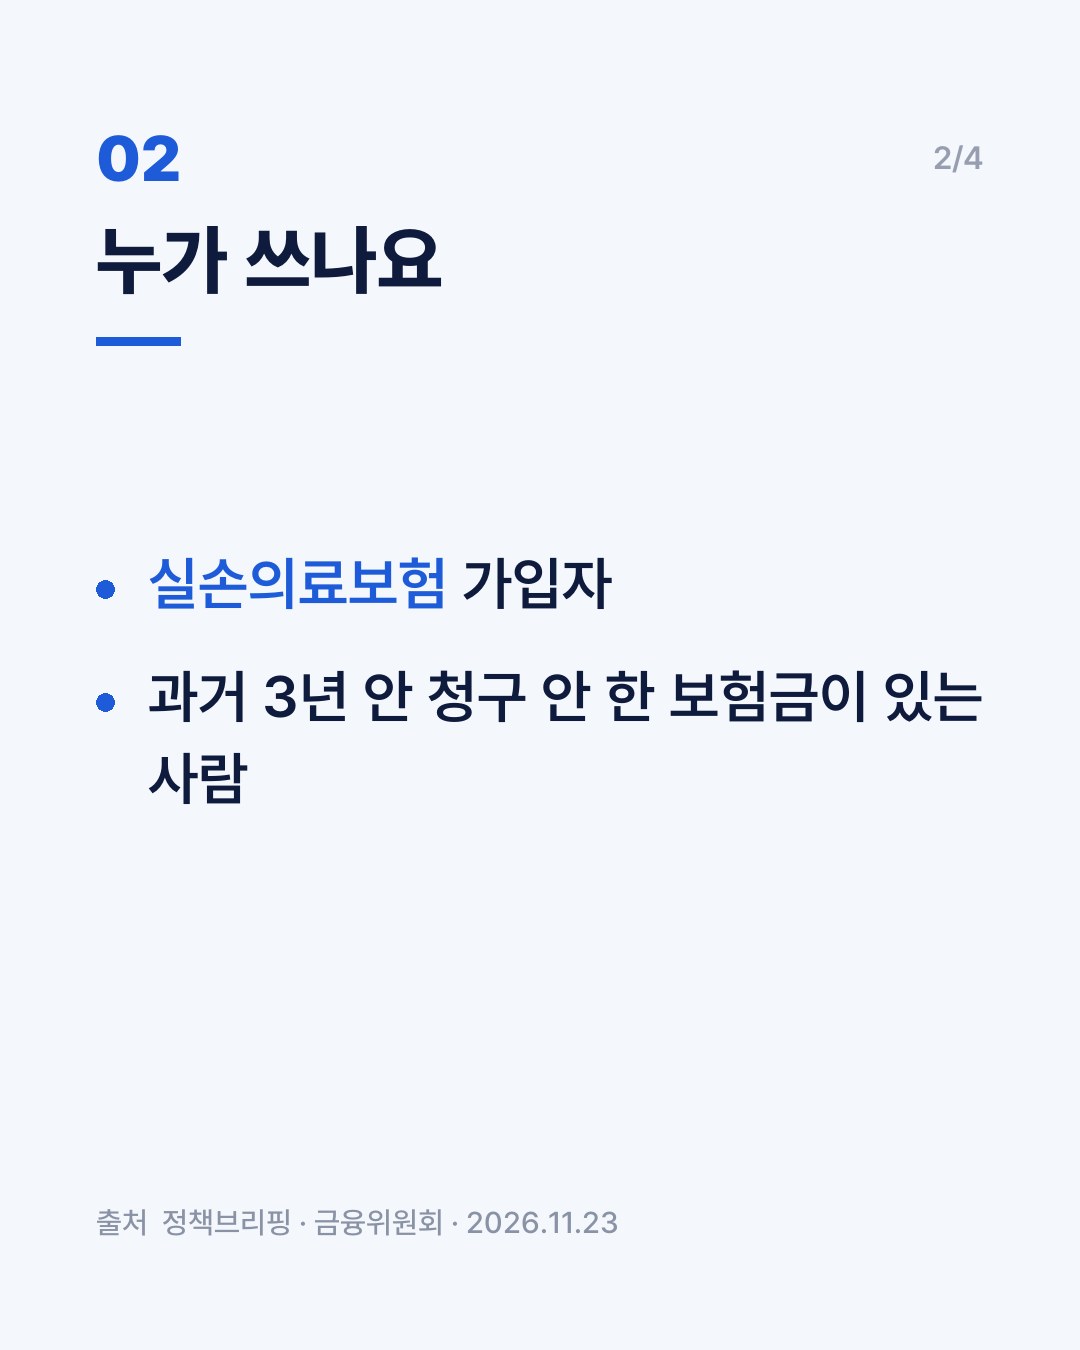 02
2/4
누가 쓰나요
• 실손의료보험 가입자
• 과거 3년 안 청구 안 한 보험금이 있는
사람
출처 정책브리핑 · 금융위원회 · 2026.11.23